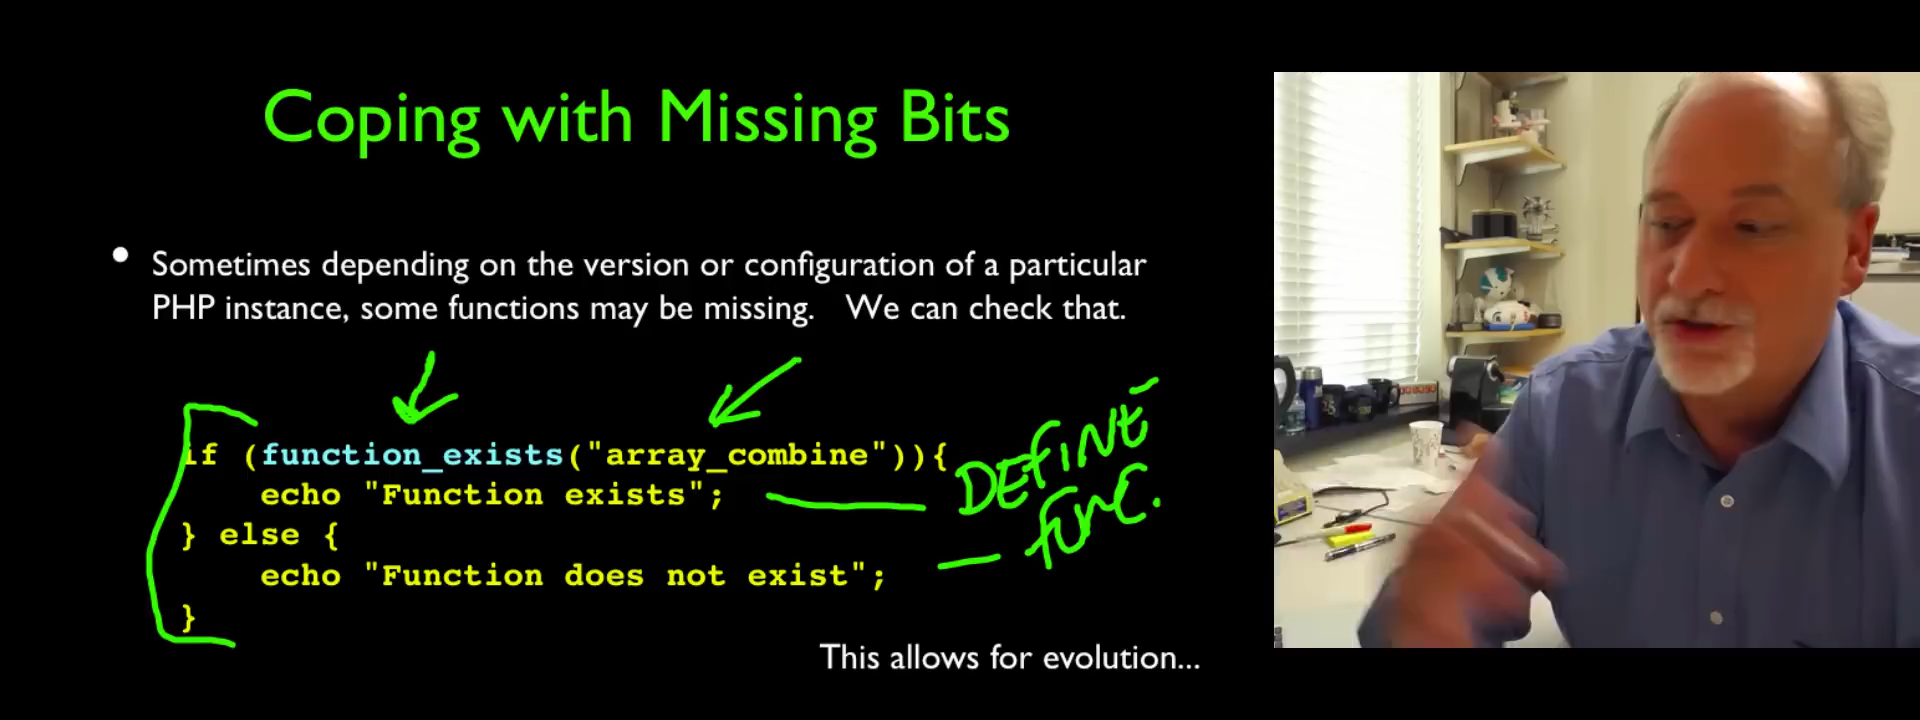 Coping with Missing Bits
• Sometimes depending on the version or configuration of a particular
PHP instance, some functions may be missing. We can check that.
if (function_exists("array_combine")){
echo "Function exists";
} else {
echo "Function does not exist";
}
DEFINE
FUNC.
This allows for evolution...